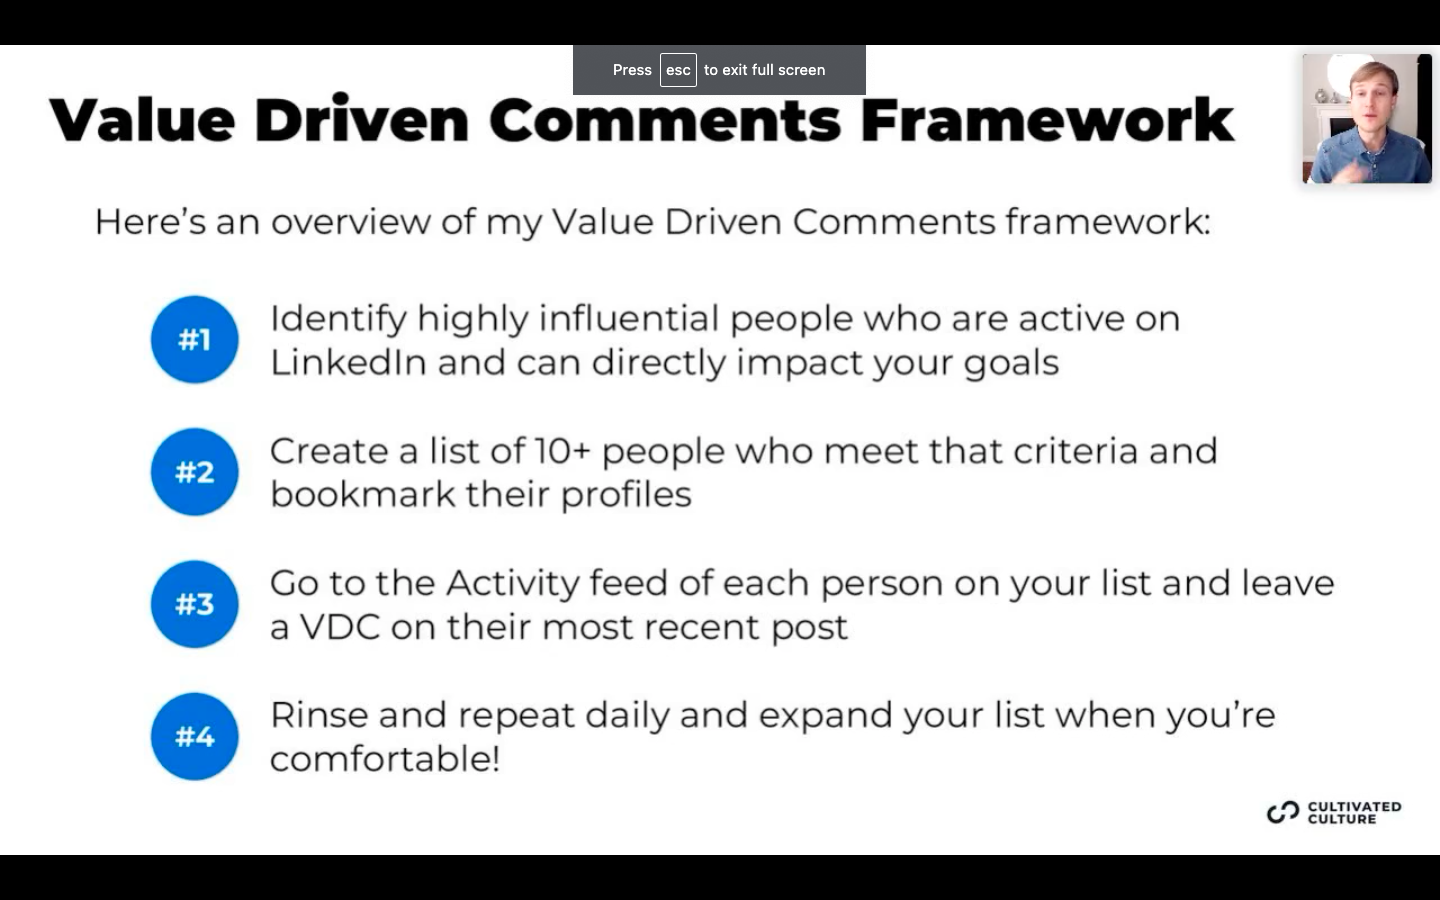 Press esc to exit full screen
Value Driven Comments Framework
Here's an overview of my Value Driven Comments framework:
#1
Identify highly influential people who are active on
LinkedIn and can directly impact your goals
#2
Create a list of 10+ people who meet that criteria and
bookmark their profiles
#3
Go to the Activity feed of each person on your list and leave
a VDC on their most recent post
#4
Rinse and repeat daily and expand your list when you're
comfortable!
CULTIVATED
CULTURE